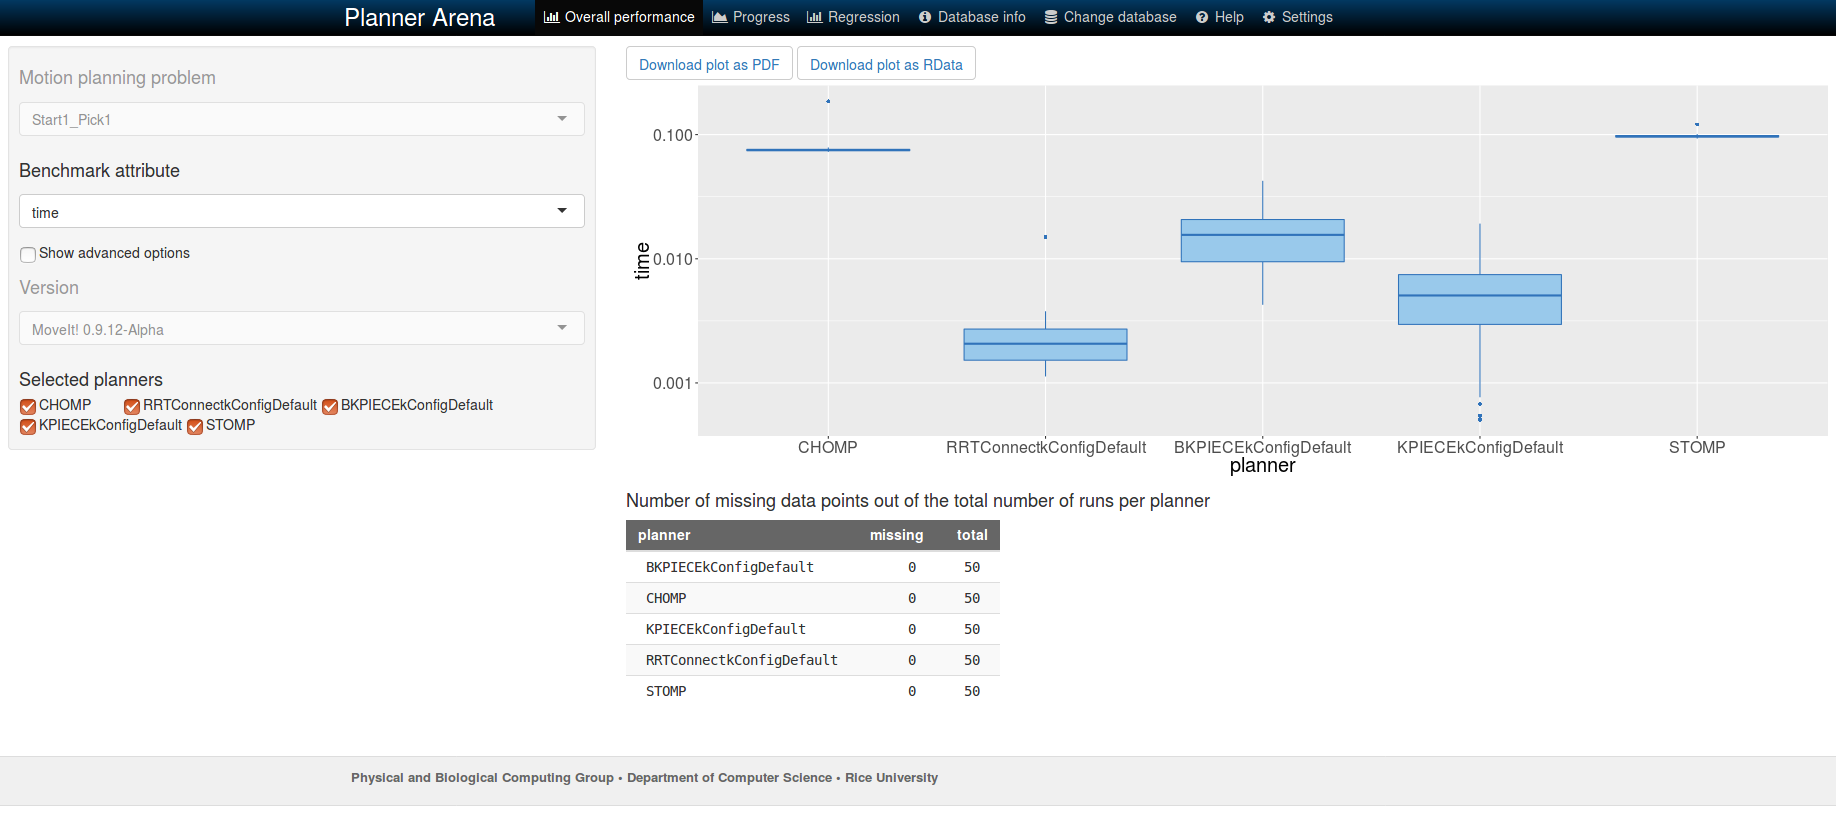 Planner Arena Overall performance Progress Regression Database info Change database Help Settings
Motion planning problem
Start1_Pick1
Benchmark attribute
time
Show advanced options
Version
MoveIt! 0.9.12-Alpha
Selected planners
CHOMP RRTConnectkConfigDefault BKPIECEkConfigDefault
KPIECEkConfigDefault STOMP
Download plot as PDF Download plot as RData
0.100
0.010
0.001
time
CHOMP RRTConnectkConfigDefault BKPIECEkConfigDefault KPIECEkConfigDefault STOMP
planner
Number of missing data points out of the total number of runs per planner
planner missing total
BKPIECEkConfigDefault 0 50
CHOMP 0 50
KPIECEkConfigDefault 0 50
RRTConnectkConfigDefault 0 50
STOMP 0 50
Physical and Biological Computing Group • Department of Computer Science • Rice University